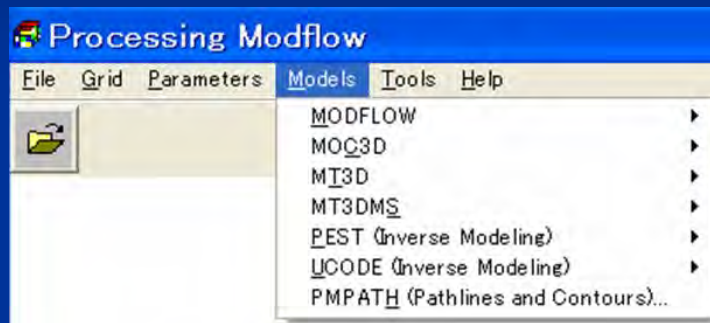 Processing Modflow
File Grid Parameters Models Tools Help
MODFLOW
MOC3D
MT3D
MT3DMS
PEST (Inverse Modeling)
UCODE (Inverse Modeling)
PMPATH (Pathlines and Contours)...